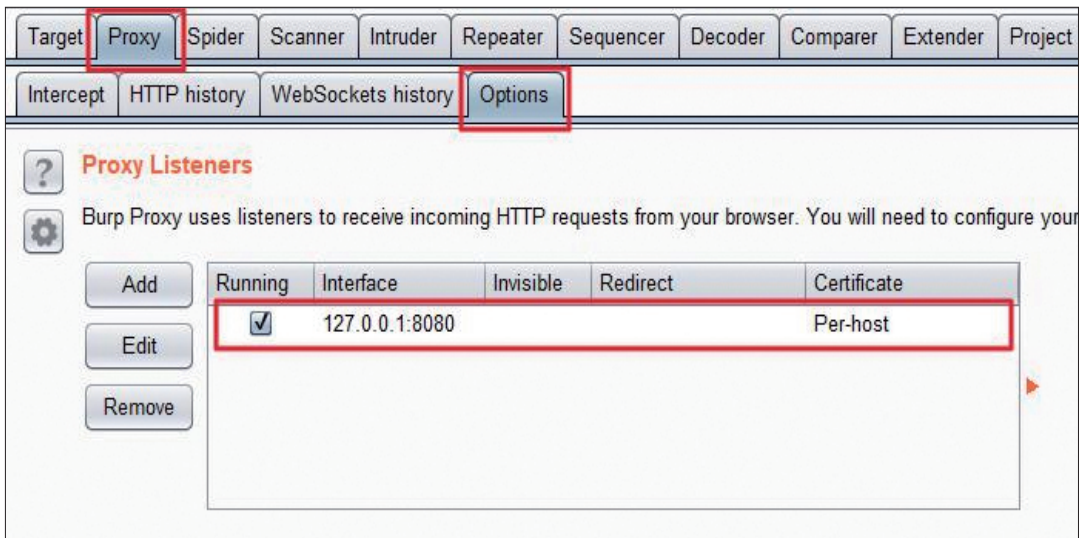 Target Proxy Spider Scanner Intruder Repeater Sequencer Decoder Comparer Extender Project
Intercept HTTP history WebSockets history Options
? Proxy Listeners
Burp Proxy uses listeners to receive incoming HTTP requests from your browser. You will need to configure your
Add Running Interface Invisible Redirect Certificate
127.0.0.1:8080 Per-host
Edit
Remove